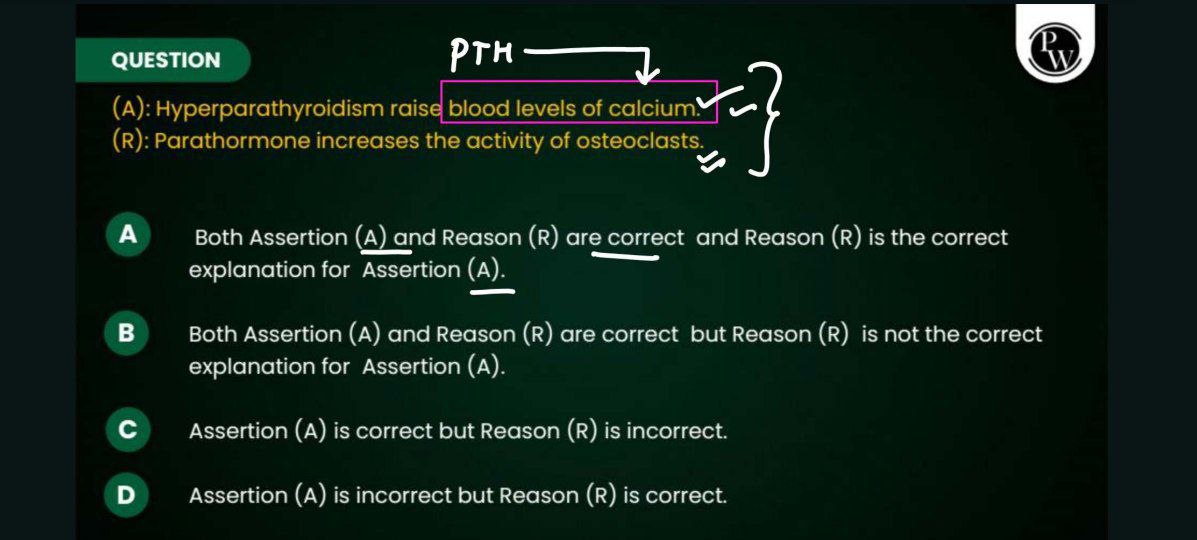 PTH
QUESTION
PW
(A): Hyperparathyroidism raise blood levels of calcium.
(R): Parathormone increases the activity of osteoclasts.
A
Both Assertion (A) and Reason (R) are correct and Reason (R) is the correct
explanation for Assertion (A).
B
Both Assertion (A) and Reason (R) are correct but Reason (R) is not the correct
explanation for Assertion (A).
C
Assertion (A) is correct but Reason (R) is incorrect.
D
Assertion (A) is incorrect but Reason (R) is correct.